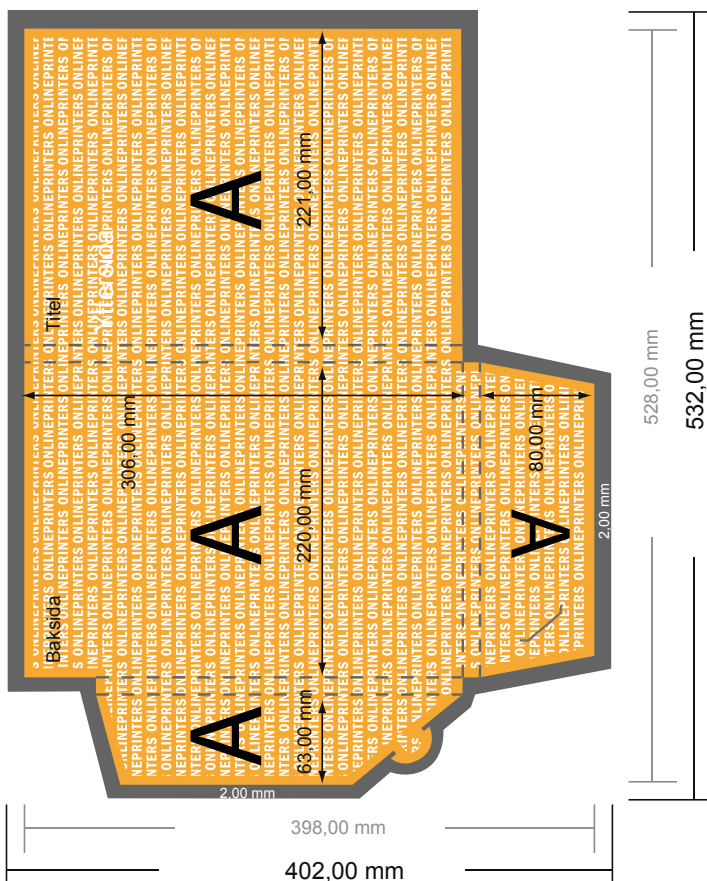 ONLINEPRINTERS ONLINEPRINTERS ONLINEPRINTERS
Titel
Yttersida
A
221,00 mm
306,00 mm
Baksida
A
220,00 mm
A
80,00 mm
A
63,00 mm
2,00 mm
2,00 mm
528,00 mm
532,00 mm
398,00 mm
402,00 mm